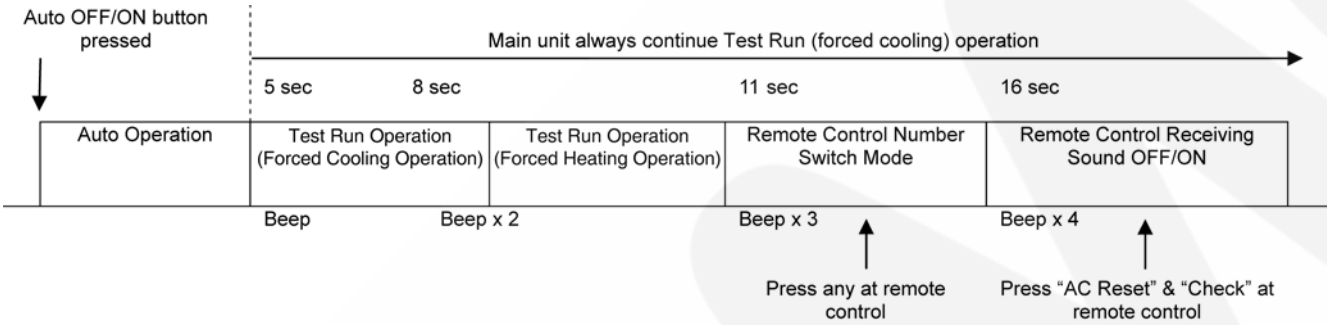 Auto OFF/ON button
pressed
Main unit always continue Test Run (forced cooling) operation
5 sec
8 sec
11 sec
16 sec
Auto Operation
Test Run Operation
(Forced Cooling Operation)
Test Run Operation
(Forced Heating Operation)
Remote Control Number
Switch Mode
Remote Control Receiving
Sound OFF/ON
Beep
Beep x 2
Beep x 3
Beep x 4
Press any at remote
control
Press “AC Reset” & “Check” at
remote control